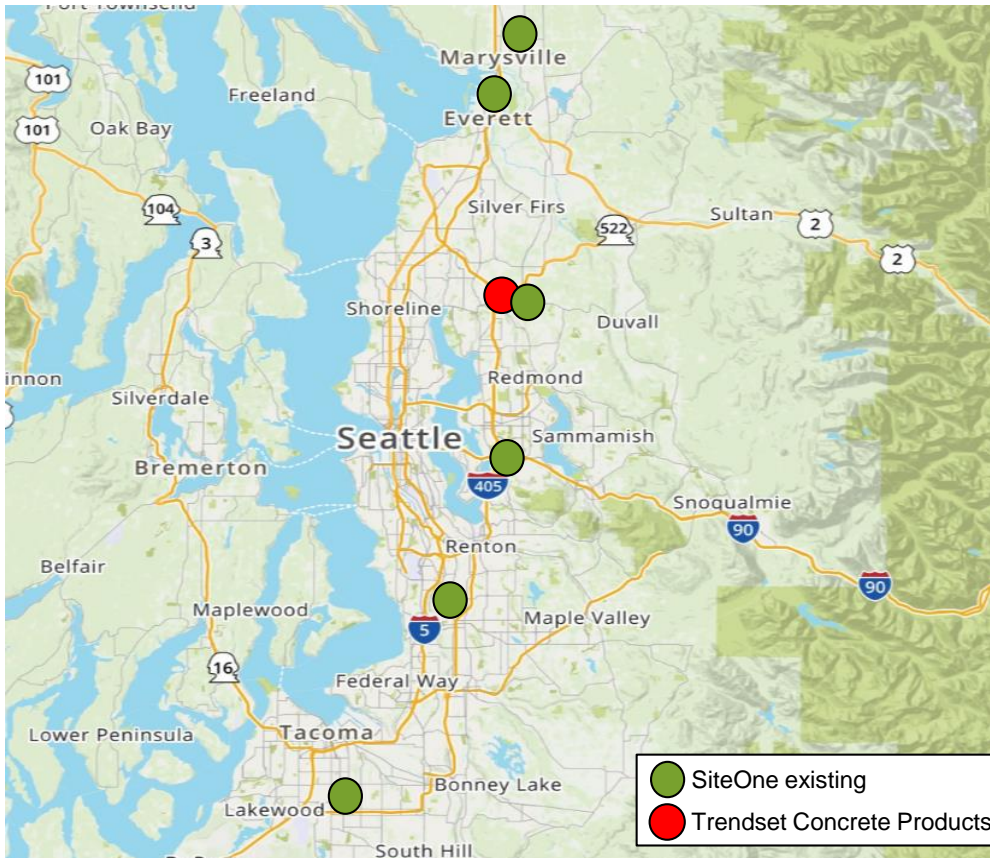 Marysville
101
Freeland
101
Oak Bay
Everett
Silver Firs
104
Sultan
522
2
3
2
Shoreline
Duvall
innon
Redmond
Silverdale
Seattle
Sammamish
Bremerton
405
Snoqualmie
90
Renton
Belfair
90
Maplewood
Maple Valley
5
16
Federal Way
Lower Peninsula
Tacoma
SiteOne existing
Bonney Lake
Lakewood
Trendset Concrete Products
South Hill